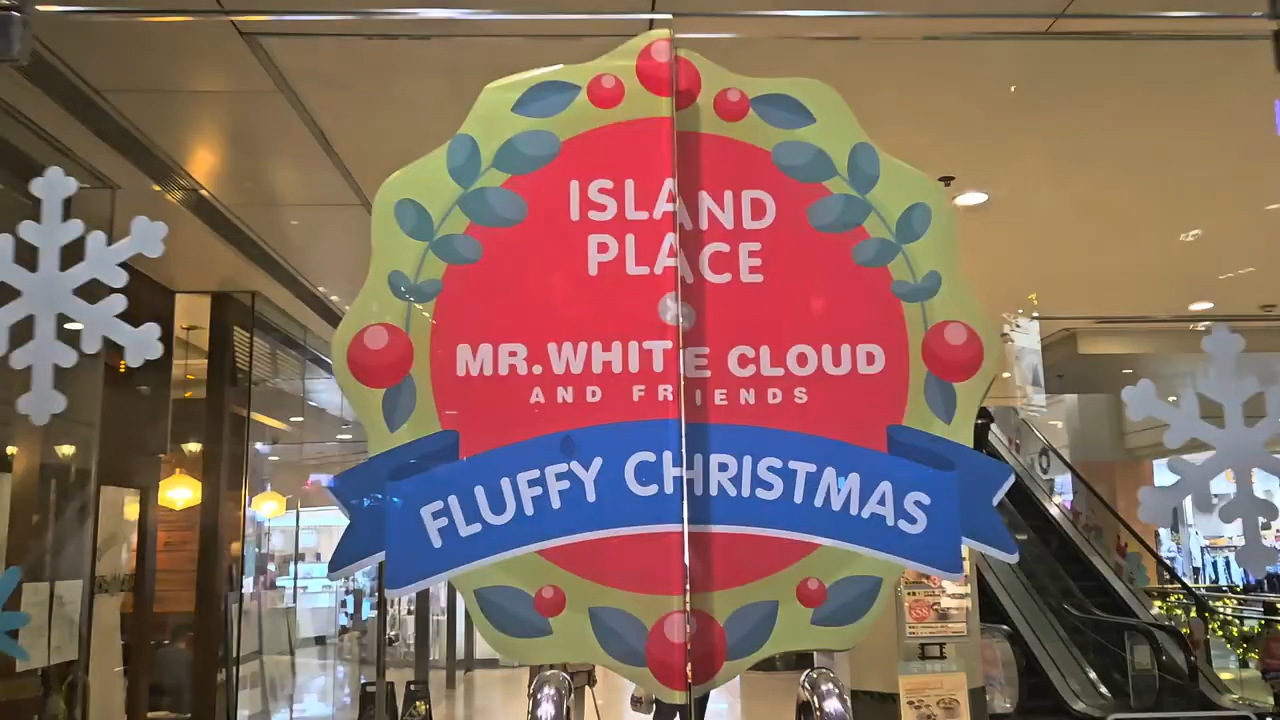 ISLAND
PLACE
MR.WHITE CLOUD
AND FRIENDS
FLUFFY CHRISTMAS